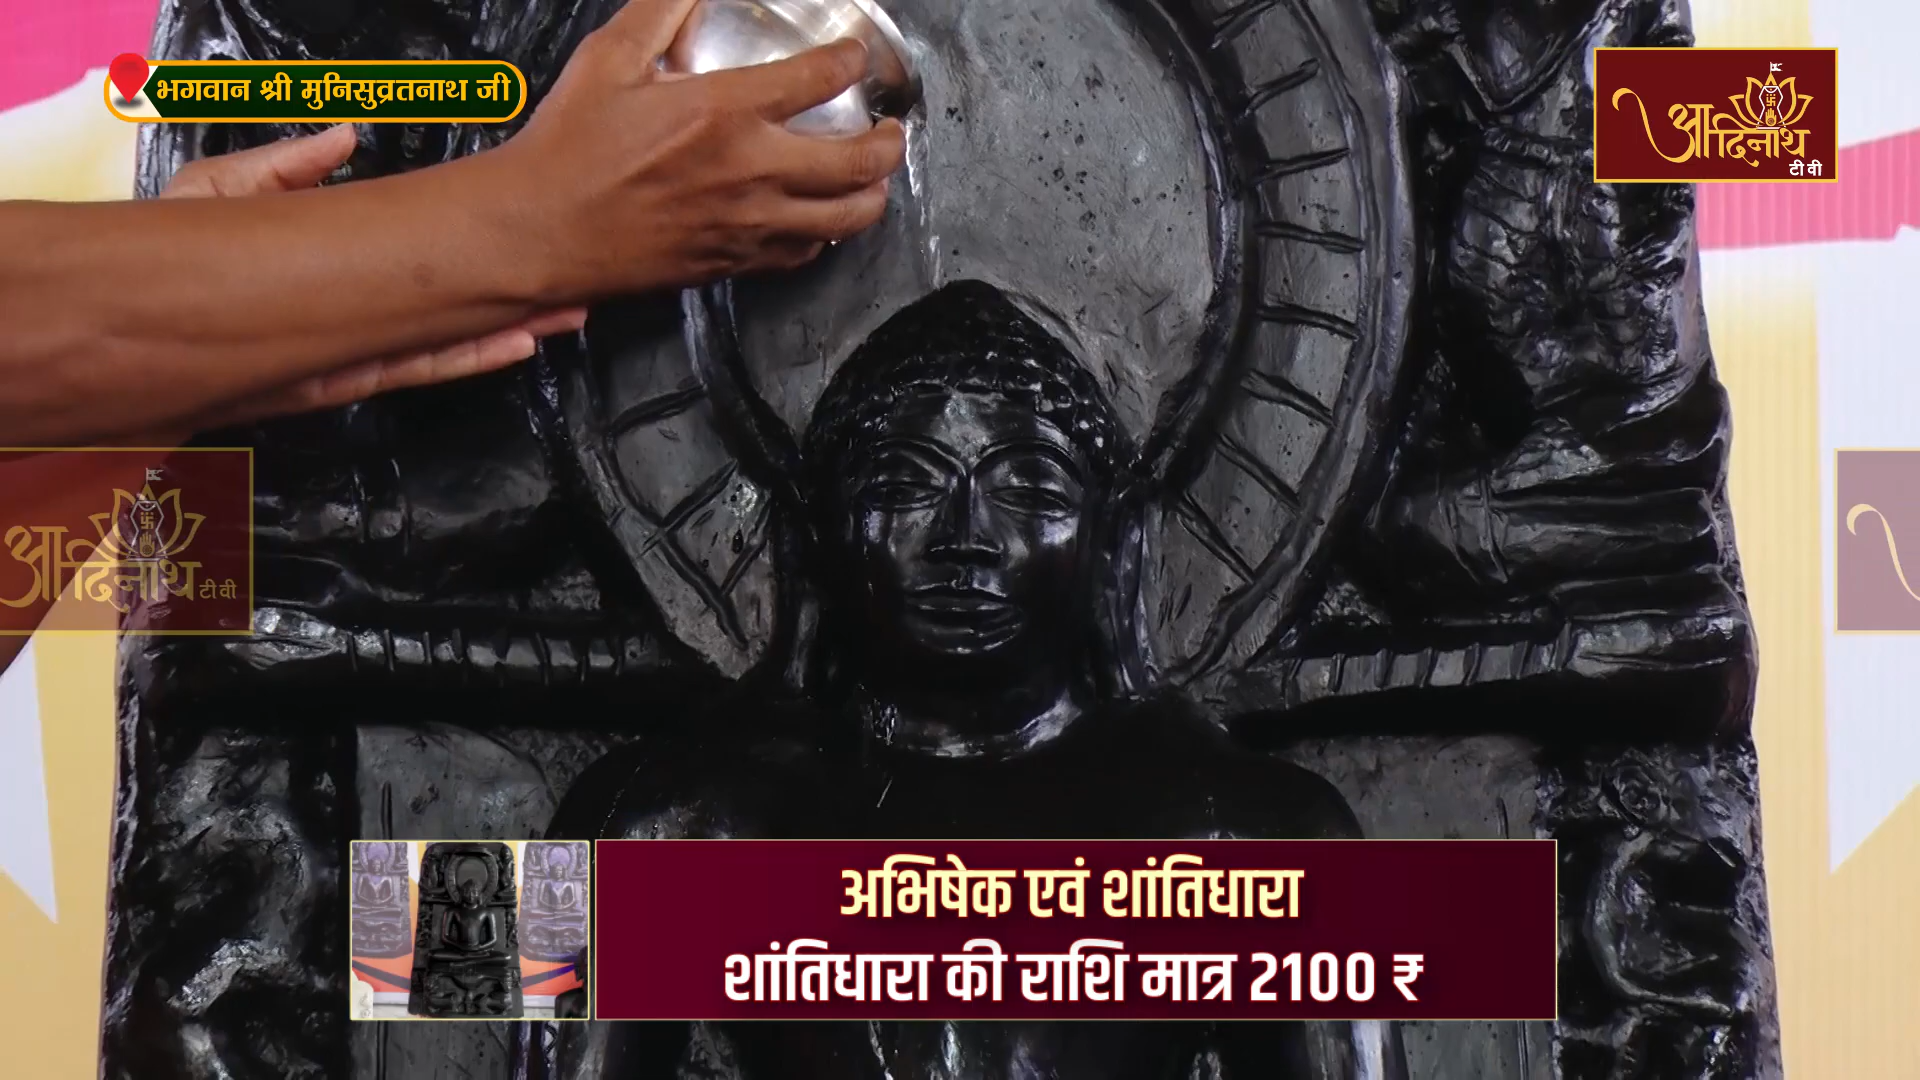 भगवान श्री मुनिसुव्रतनाथ जी
आदिनाथ
टी वी
आदिनाथ टी वी
अभिषेक एवं शांतिधारा
शांतिधारा की राशि मात्र 2100 ₹